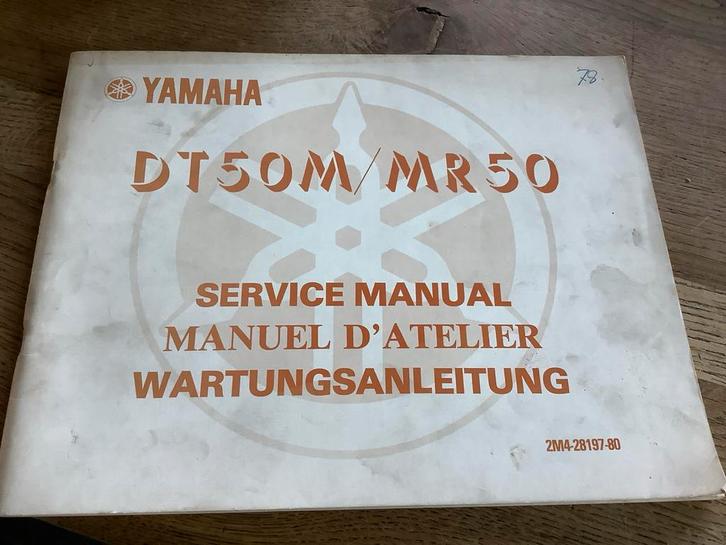 78.
YAMAHA
DT50M/MR50
SERVICE MANUAL
MANUEL D'ATELIER
WARTUNGSANLEITUNG
2M4-28197-80